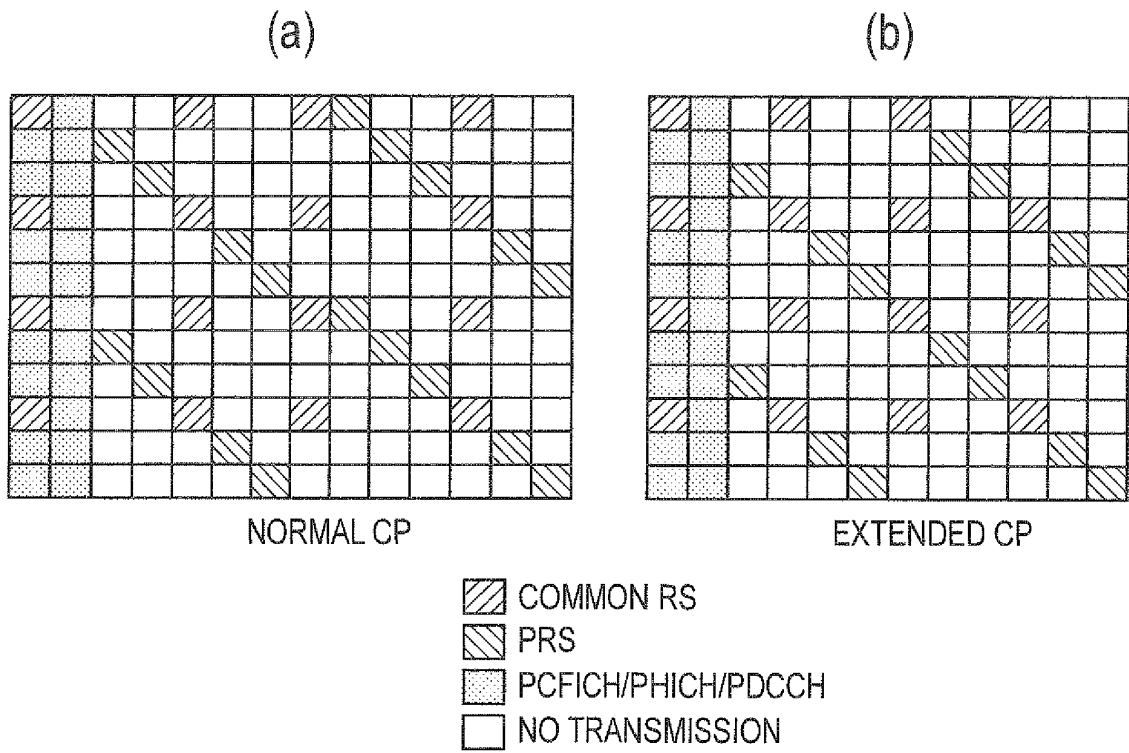 (a)
(b)
NORMAL CP
EXTENDED CP
COMMON RS
PRS
PCFICH/PHICH/PDCCH
NO TRANSMISSION